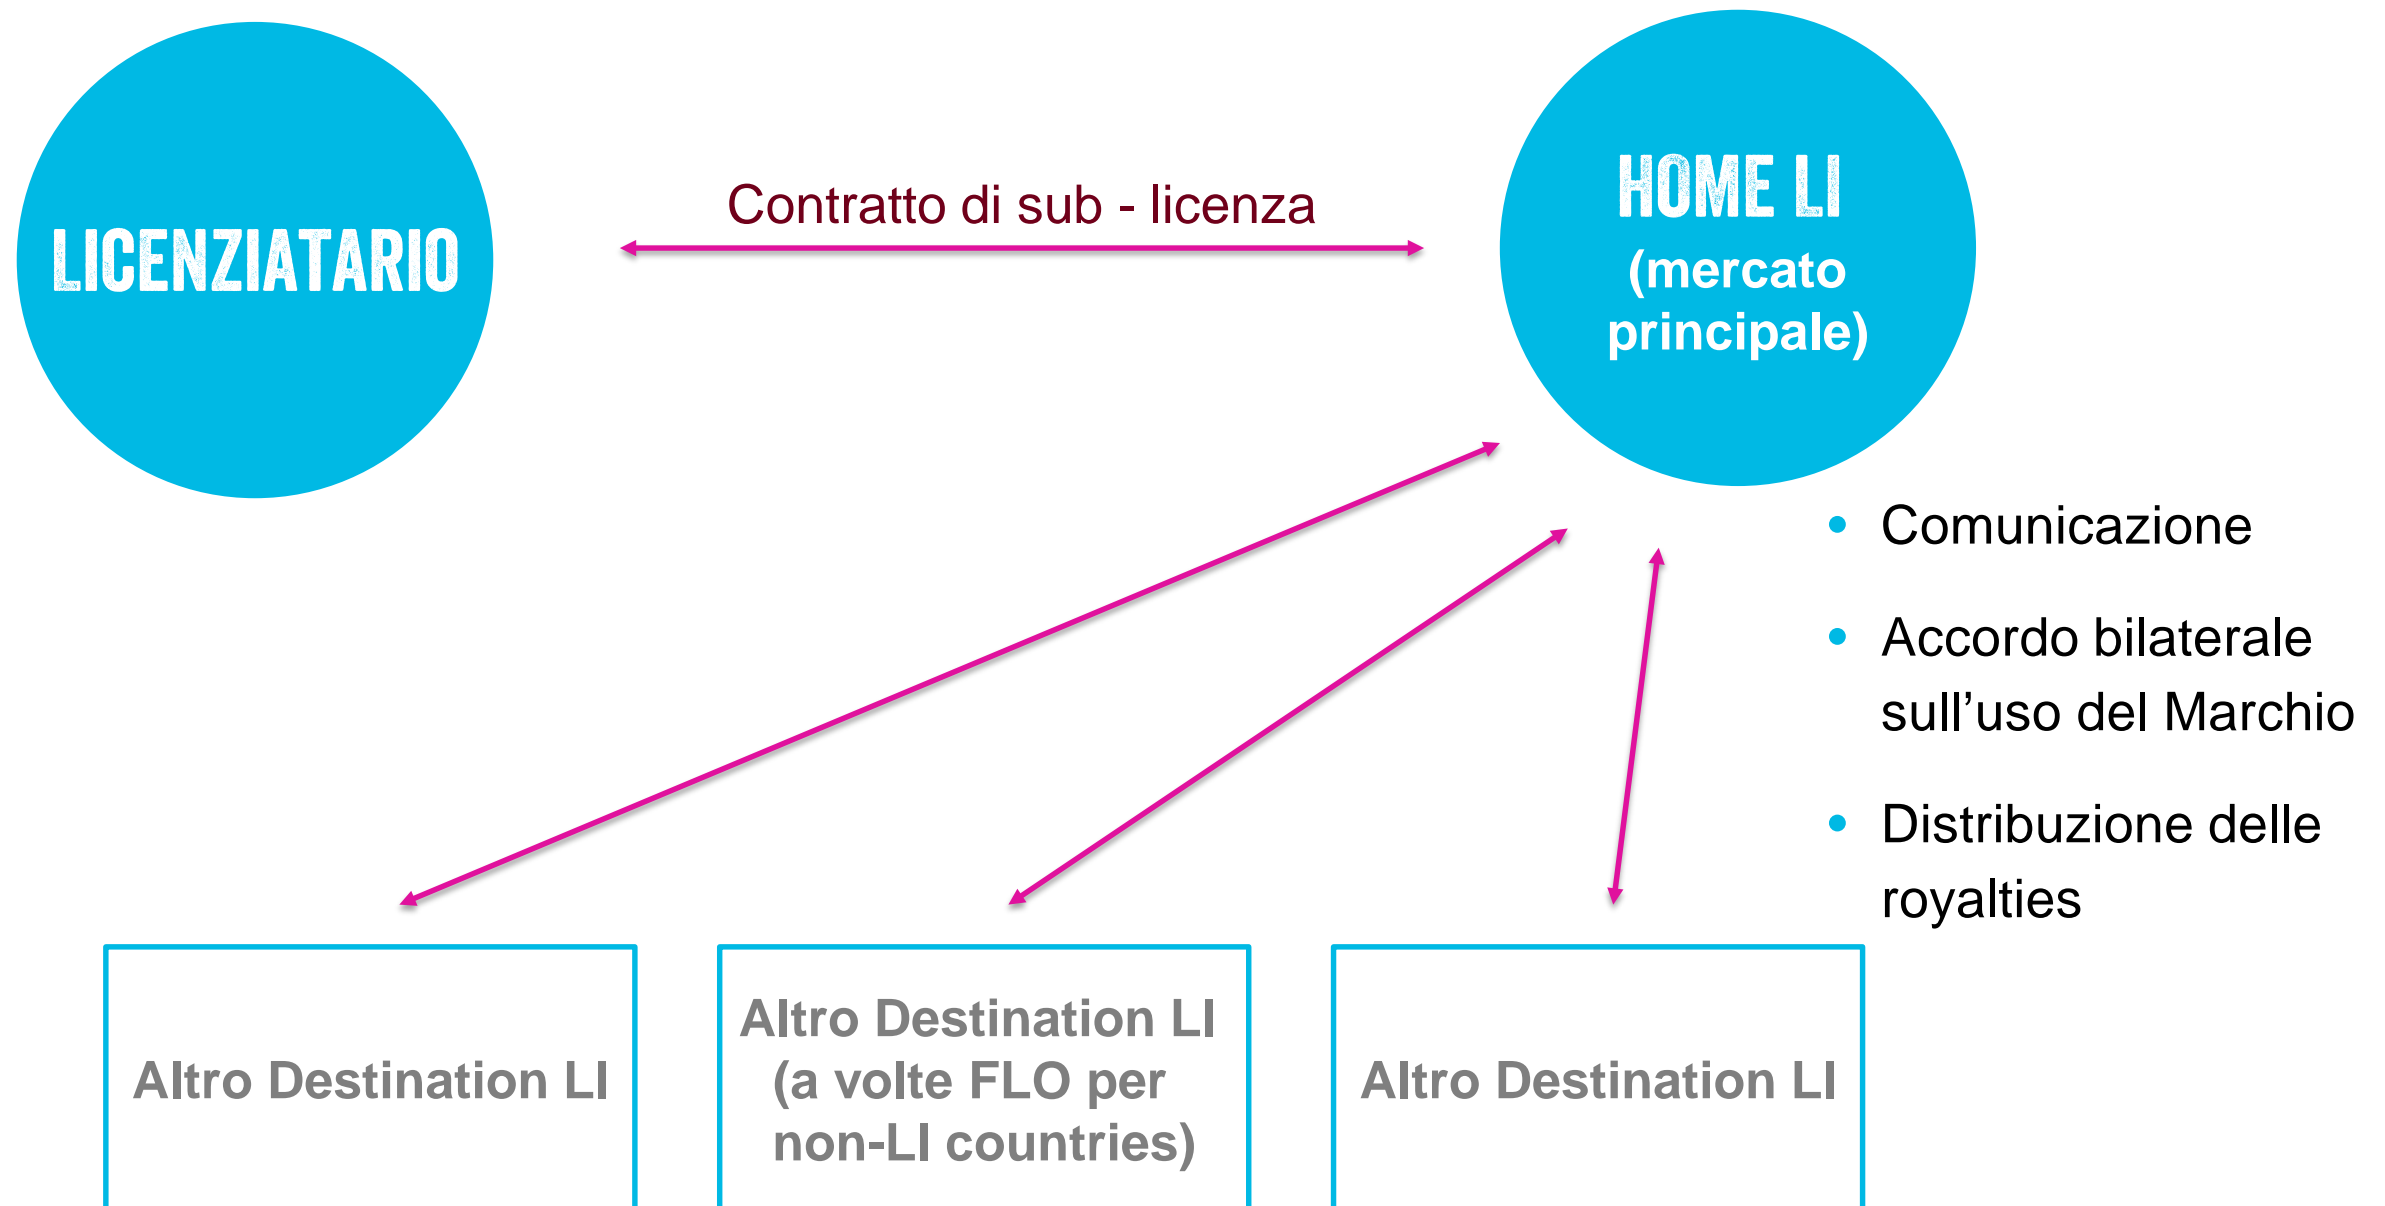 LICENZIATARIO
Contratto di sub - licenza
HOME LI
(mercato
principale)
• Comunicazione
• Accordo bilaterale
sull’uso del Marchio
• Distribuzione delle
royalties
Altro Destination LI
Altro Destination LI
(a volte FLO per
non-LI countries)
Altro Destination LI